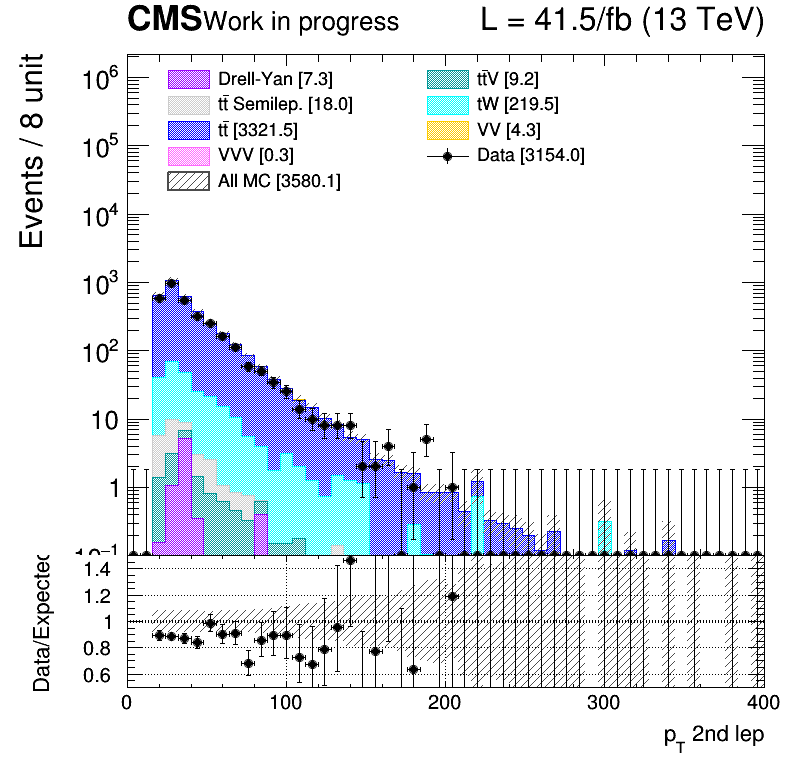 CMS Work in progress L = 41.5/fb (13 TeV)
Events / 8 unit
Drell-Yan [7.3]
tt̄ Semilep. [18.0]
tt̄ [3321.5]
VVV [0.3]
All MC [3580.1]
tt̄V [9.2]
tW [219.5]
VV [4.3]
Data [3154.0]
10⁶
10⁵
10⁴
10³
10²
10
1
10⁻¹
Data/Expected
1.4
1.2
1
0.8
0.6
0 100 200 300 400
p_T 2nd lep